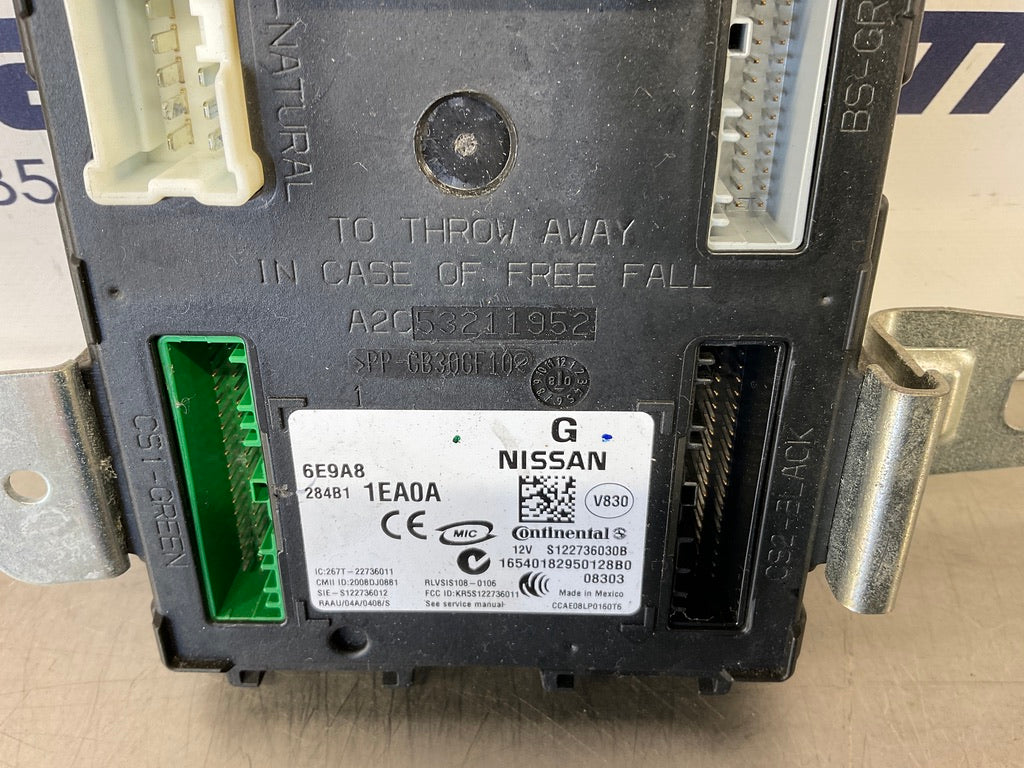 -NATURAL
BS-GR
85
TO THROW AWAY
IN CASE OF FREE FALL
A2C53211952
>PP-GB30GF10<
1
CS1-GREEN
CS2-BLACK
G
NISSAN
6E9A8
284B1 1EA0A
V830
CE
MIC
Continental
12V S122736030B
16540182950128B0
08303
IC:267T-22736011
CMII ID:2008DJ0881
SIE-S122736012
RAAU/04A/0408/S
RLVSIS108-0106
FCC ID:KR5S122736011
See service manual
Made in Mexico
CCAE08LP0160T6